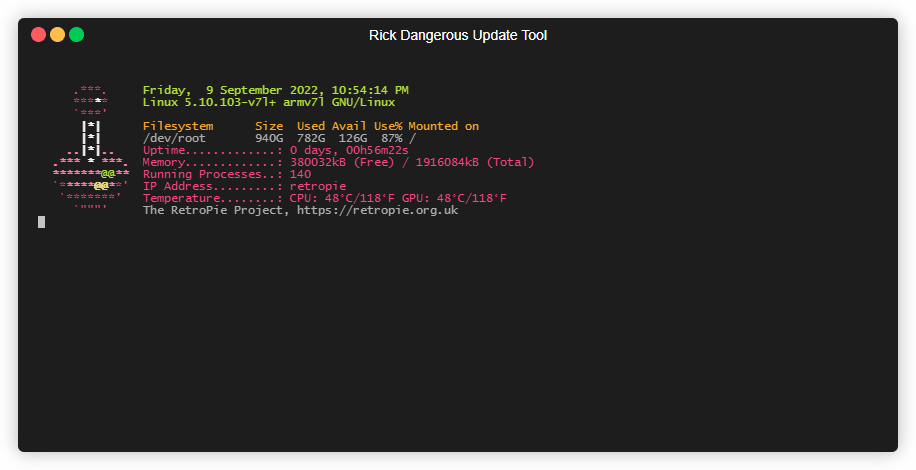 Rick Dangerous Update Tool
   .***.     Friday,  9 September 2022, 10:54:14 PM
   *****     Linux 5.10.103-v7l+ armv7l GNU/Linux
   `***'
    |*|      Filesystem      Size  Used Avail Use% Mounted on
    |*|      /dev/root       940G  782G  126G  87% /
  ..|*|..    Uptime.............: 0 days, 00h56m22s
.*** * ***.  Memory.............: 380032kB (Free) / 1916084kB (Total)
*******@@**  Running Processes..: 140
`*****@@**'  IP Address.........: retropie
 `*******'   Temperature........: CPU: 48°C/118°F GPU: 48°C/118°F
   `"""'     The RetroPie Project, https://retropie.org.uk